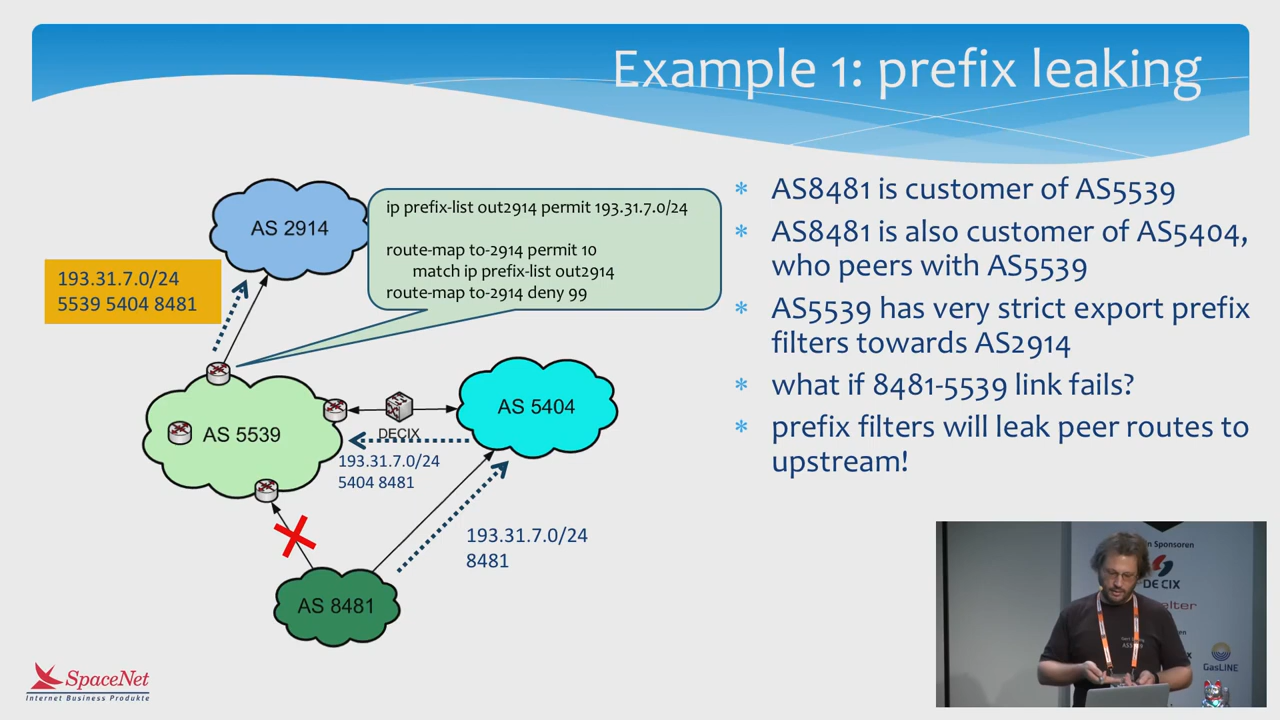 Example 1: prefix leaking
AS 2914
ip prefix-list out2914 permit 193.31.7.0/24
route-map to-2914 permit 10
match ip prefix-list out2914
route-map to-2914 deny 99
193.31.7.0/24
5539 5404 8481
AS 5539
DECIX
AS 5404
193.31.7.0/24
5404 8481
193.31.7.0/24
8481
AS 8481
* AS8481 is customer of AS5539
* AS8481 is also customer of AS5404,
who peers with AS5539
* AS5539 has very strict export prefix
filters towards AS2914
* what if 8481-5539 link fails?
* prefix filters will leak peer routes to
upstream!
SpaceNet
Internet Business Produkte
n Sponsoren
DE CIX
elter
GasLINE